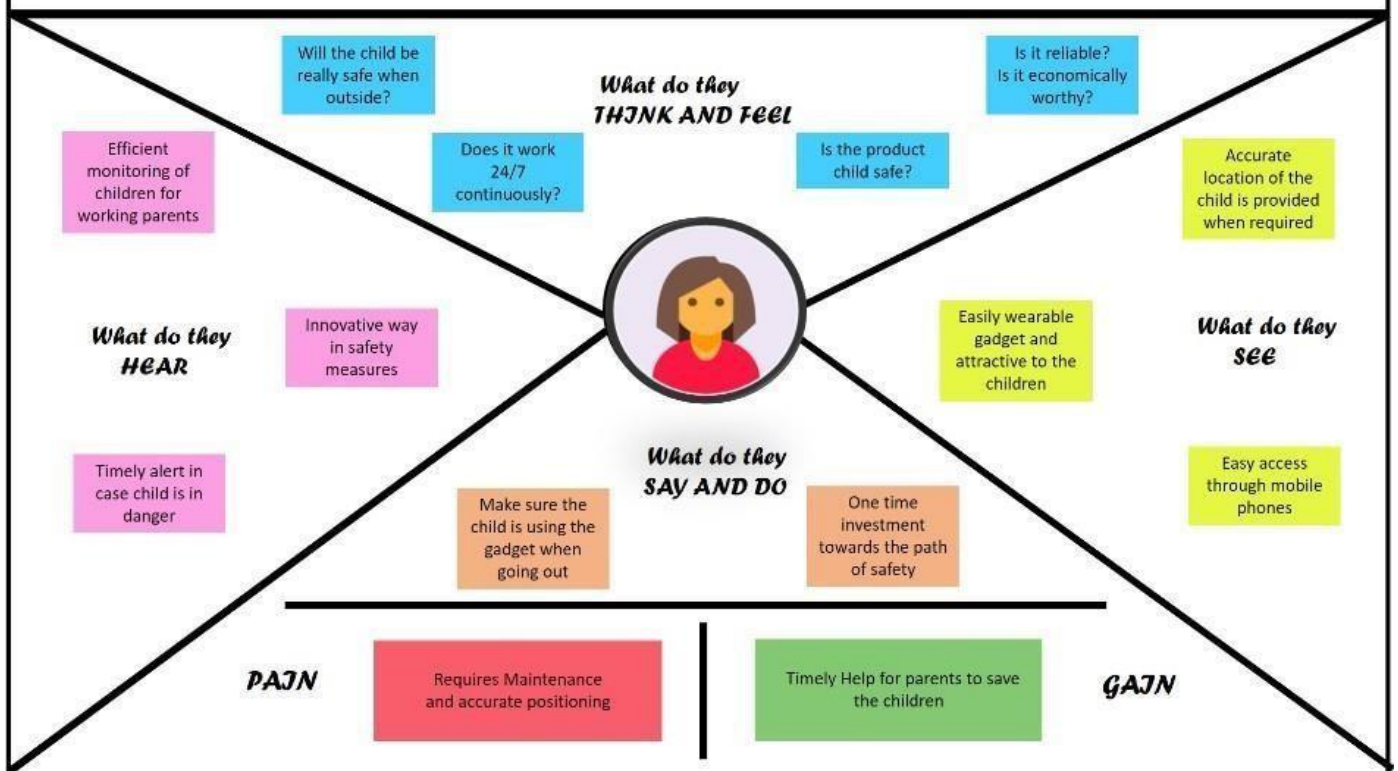 Will the child be
really safe when
outside?
What do they
THINK AND FEEL
Is it reliable?
Is it economically
worthy?
Does it work
24/7
continuously?
Is the product
child safe?
Efficient
monitoring of
children for
working parents
What do they
HEAR
Innovative way
in safety
measures
Timely alert in
case child is in
danger
Accurate
location of the
child is provided
when required
Easily wearable
gadget and
attractive to the
children
What do they
SEE
Easy access
through mobile
phones
What do they
SAY AND DO
Make sure the
child is using the
gadget when
going out
One time
investment
towards the path
of safety
PAIN
Requires Maintenance
and accurate positioning
Timely Help for parents to save
the children
GAIN